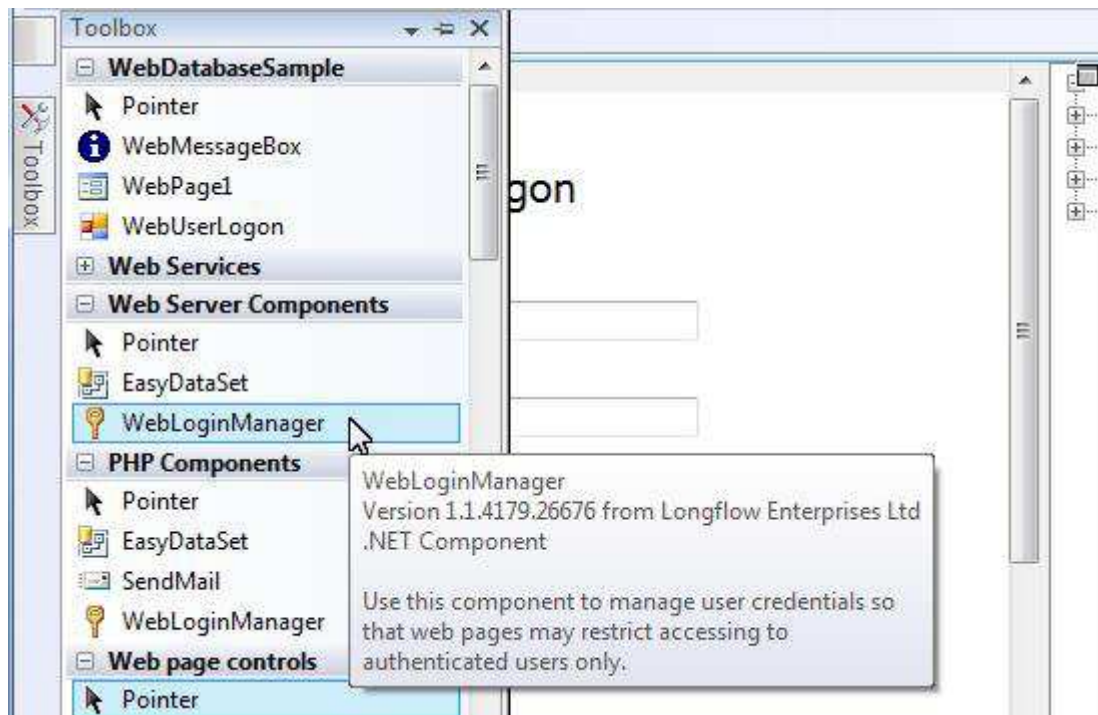 Toolbox
Toolbox
WebDatabaseSample
Pointer
WebMessageBox
WebPage1
WebUserLogon
Web Services
Web Server Components
Pointer
EasyDataSet
WebLoginManager
PHP Components
Pointer
EasyDataSet
SendMail
WebLoginManager
Web page controls
Pointer
gon
WebLoginManager
Version 1.1.4179.26676 from Longflow Enterprises Ltd
.NET Component
Use this component to manage user credentials so
that web pages may restrict accessing to
authenticated users only.